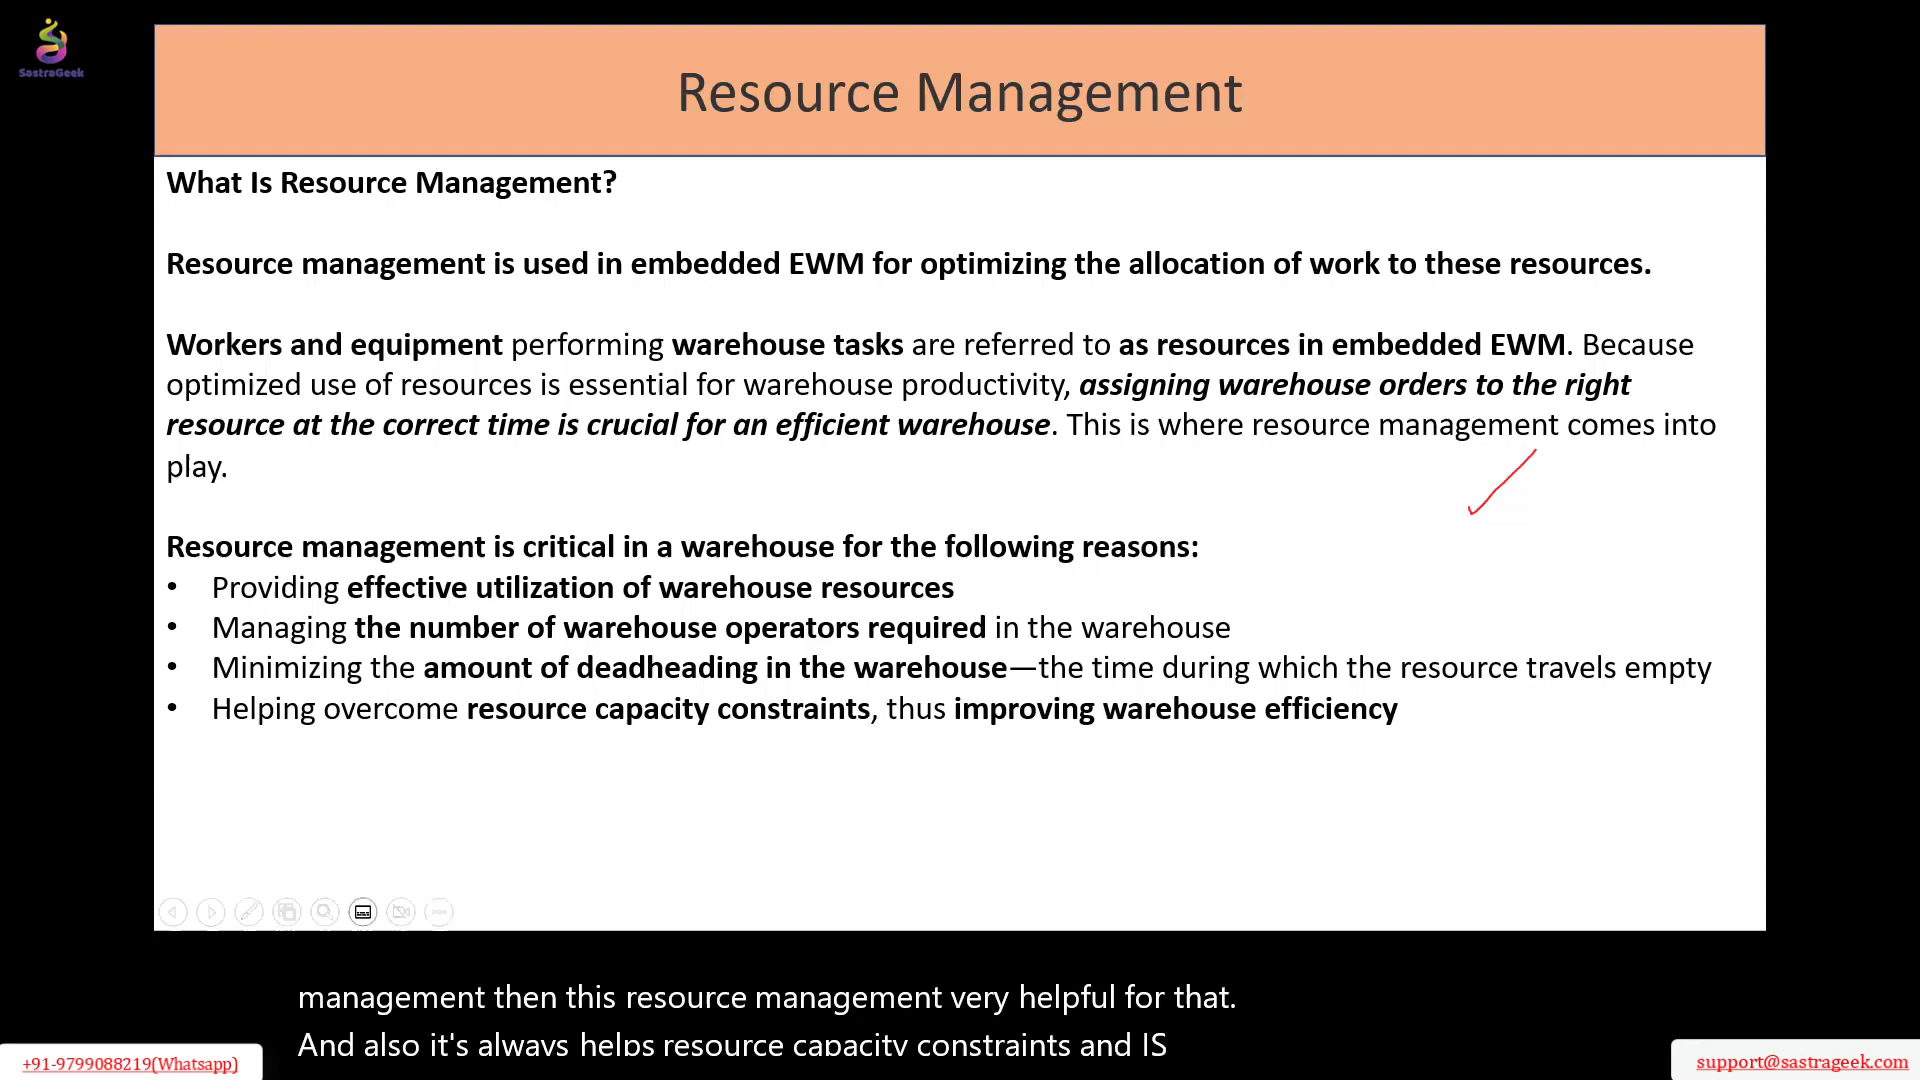 SastraGeek
Resource Management
What Is Resource Management?
Resource management is used in embedded EWM for optimizing the allocation of work to these resources.
Workers and equipment performing warehouse tasks are referred to as resources in embedded EWM. Because
optimized use of resources is essential for warehouse productivity, assigning warehouse orders to the right
resource at the correct time is crucial for an efficient warehouse. This is where resource management comes into
play.
Resource management is critical in a warehouse for the following reasons:
• Providing effective utilization of warehouse resources
• Managing the number of warehouse operators required in the warehouse
• Minimizing the amount of deadheading in the warehouse—the time during which the resource travels empty
• Helping overcome resource capacity constraints, thus improving warehouse efficiency
management then this resource management very helpful for that.
And also it's always helps resource capacity constraints and IS
+91-9799088219(Whatsapp)
support@sastrageek.com